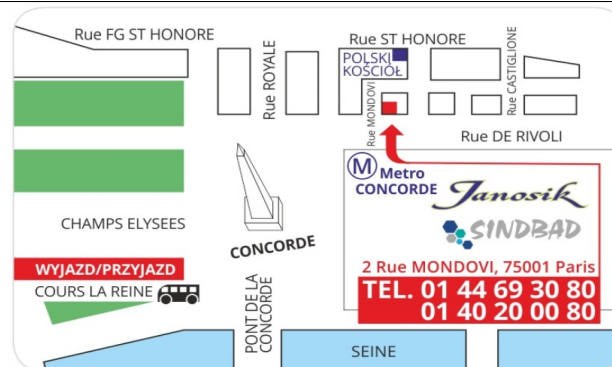 Rue FG ST HONORE
Rue ROYALE
Rue ST HONORE
POLSKI
KOŚCIÓŁ
Rue MONDOVI
Rue CASTIGLIONE
Rue DE RIVOLI
M Metro
CONCORDE
Janosik
SINDBAD
CHAMPS ELYSEES
CONCORDE
WYJAZD/PRZYJAZD
COURS LA REINE
2 Rue MONDOVI, 75001 Paris
TEL. 01 44 69 30 80
01 40 20 00 80
PONT DE LA
CONCORDE
SEINE